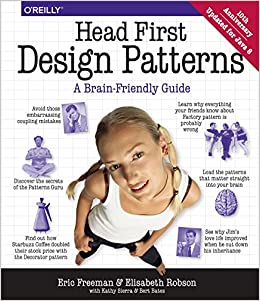 O'REILLY®
10th
Anniversary
Updated for Java 8
Head First
Design Patterns
A Brain-Friendly Guide
Avoid those
embarrassing
coupling mistakes
Learn why everything
your friends know about
Factory pattern is
probably
wrong
Discover the secrets
of the Patterns Guru
Load the patterns
that matter straight
into your brain
Find out how
Starbuzz Coffee doubled
their stock price with
the Decorator pattern
See why Jim's
love life improved
when he cut down
his inheritance
Eric Freeman & Elisabeth Robson
with Kathy Sierra & Bert Bates